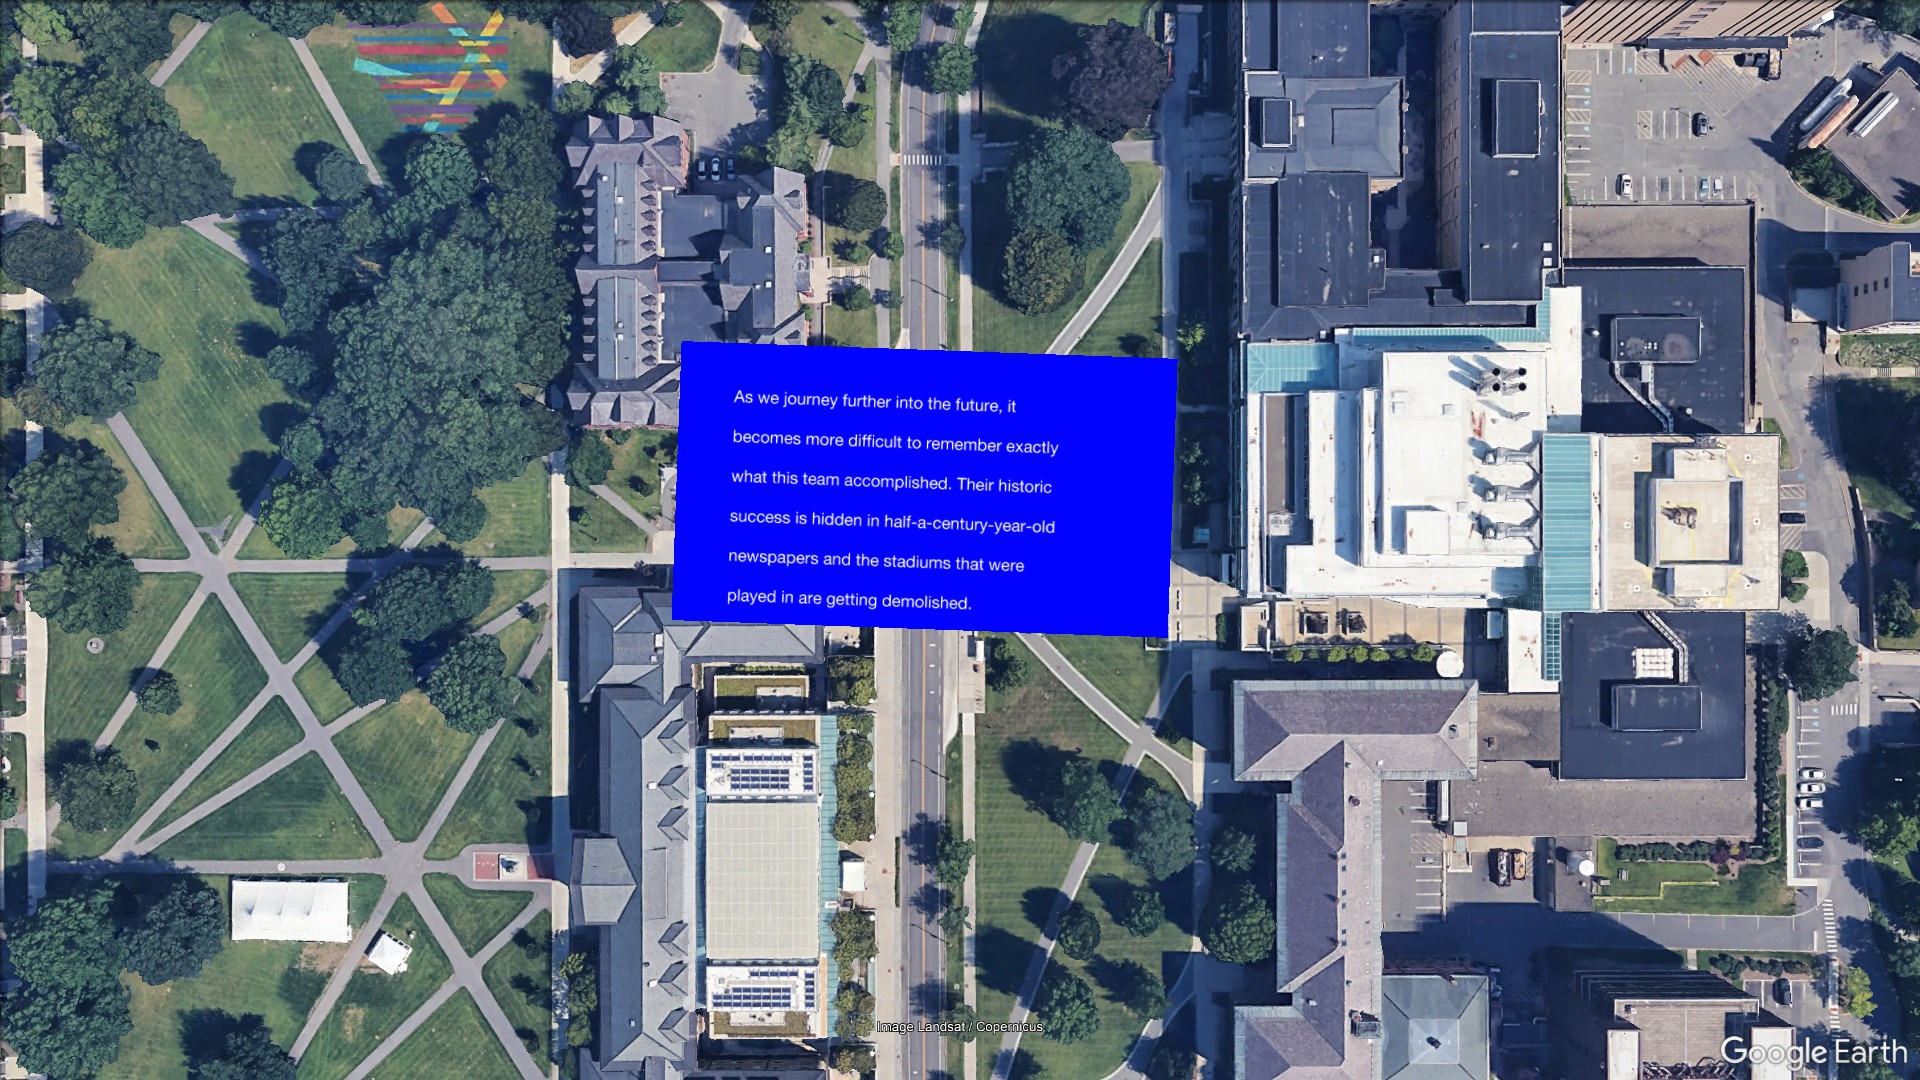 As we journey further into the future, it
becomes more difficult to remember exactly
what this team accomplished. Their historic
success is hidden in half-a-century-year-old
newspapers and the stadiums that were
played in are getting demolished.
Image Landsat / Copernicus
Google Earth